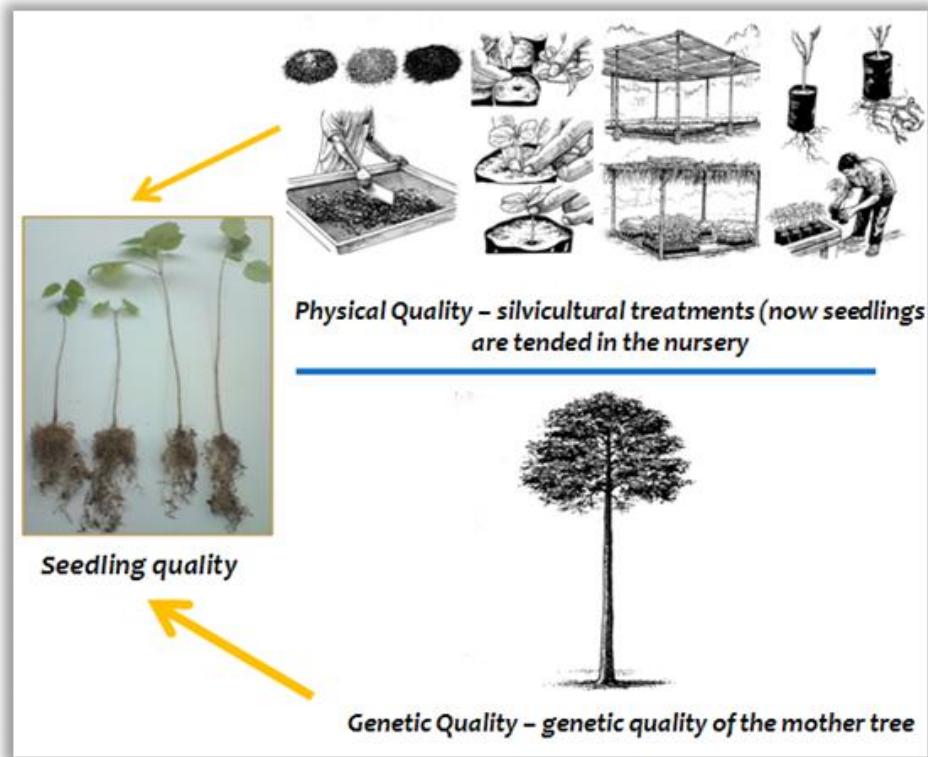 Physical Quality – silvicultural treatments (now seedlings
are tended in the nursery
Seedling quality
Genetic Quality – genetic quality of the mother tree